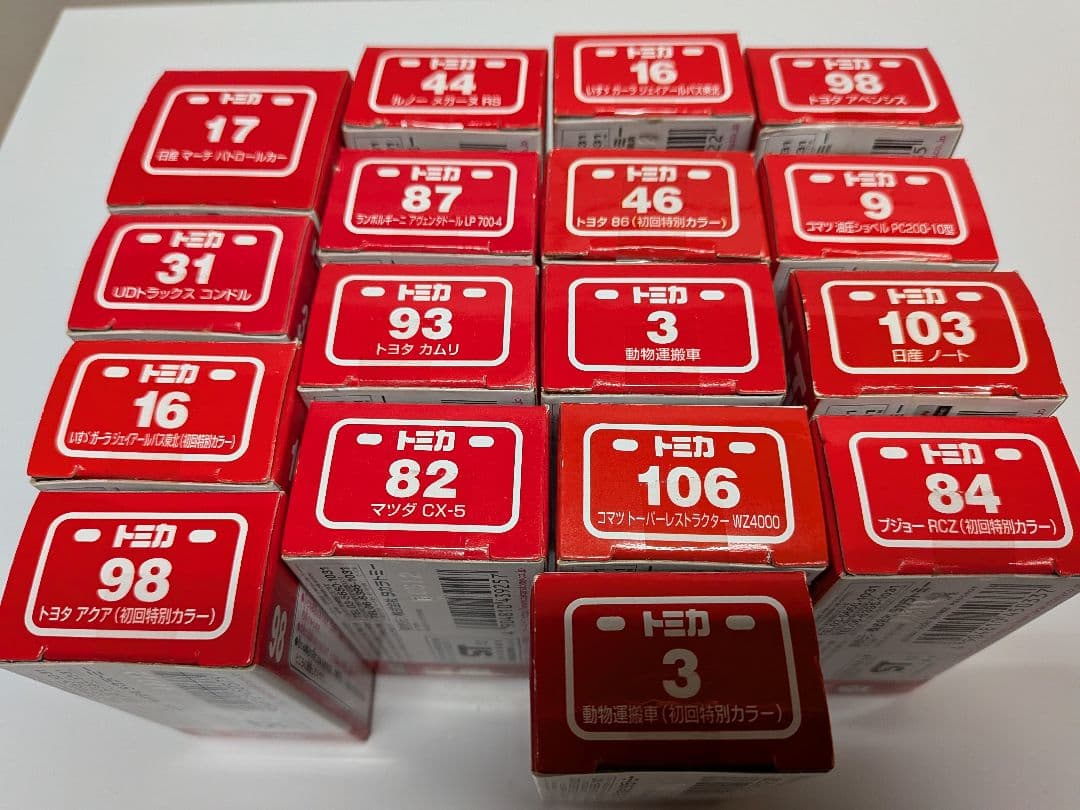 トミカ
17
日産 マーチ パトロールカー
トミカ
44
ルノー メガーヌ RS
トミカ
16
いすゞ ガーラ ジェイアールバス東北
トミカ
98
トヨタ アベンシス
トミカ
31
UDトラックス コンドル
トミカ
87
ランボルギーニ アヴェンタドール LP 700-4
トミカ
46
トヨタ 86 (初回特別カラー)
トミカ
9
コマツ 油圧ショベル PC200-10型
トミカ
16
いすゞ ガーラ ジェイアールバス東北 (初回特別カラー)
トミカ
93
トヨタ カムリ
トミカ
3
動物運搬車
トミカ
103
日産 ノート
トミカ
98
トヨタ アクア (初回特別カラー)
98
トミカ
82
マツダ CX-5
トミカ
106
コマツ トーバーレストラクター WZ4000
トミカ
84
プジョー RCZ (初回特別カラー)
トミカ
3
動物運搬車 (初回特別カラー)